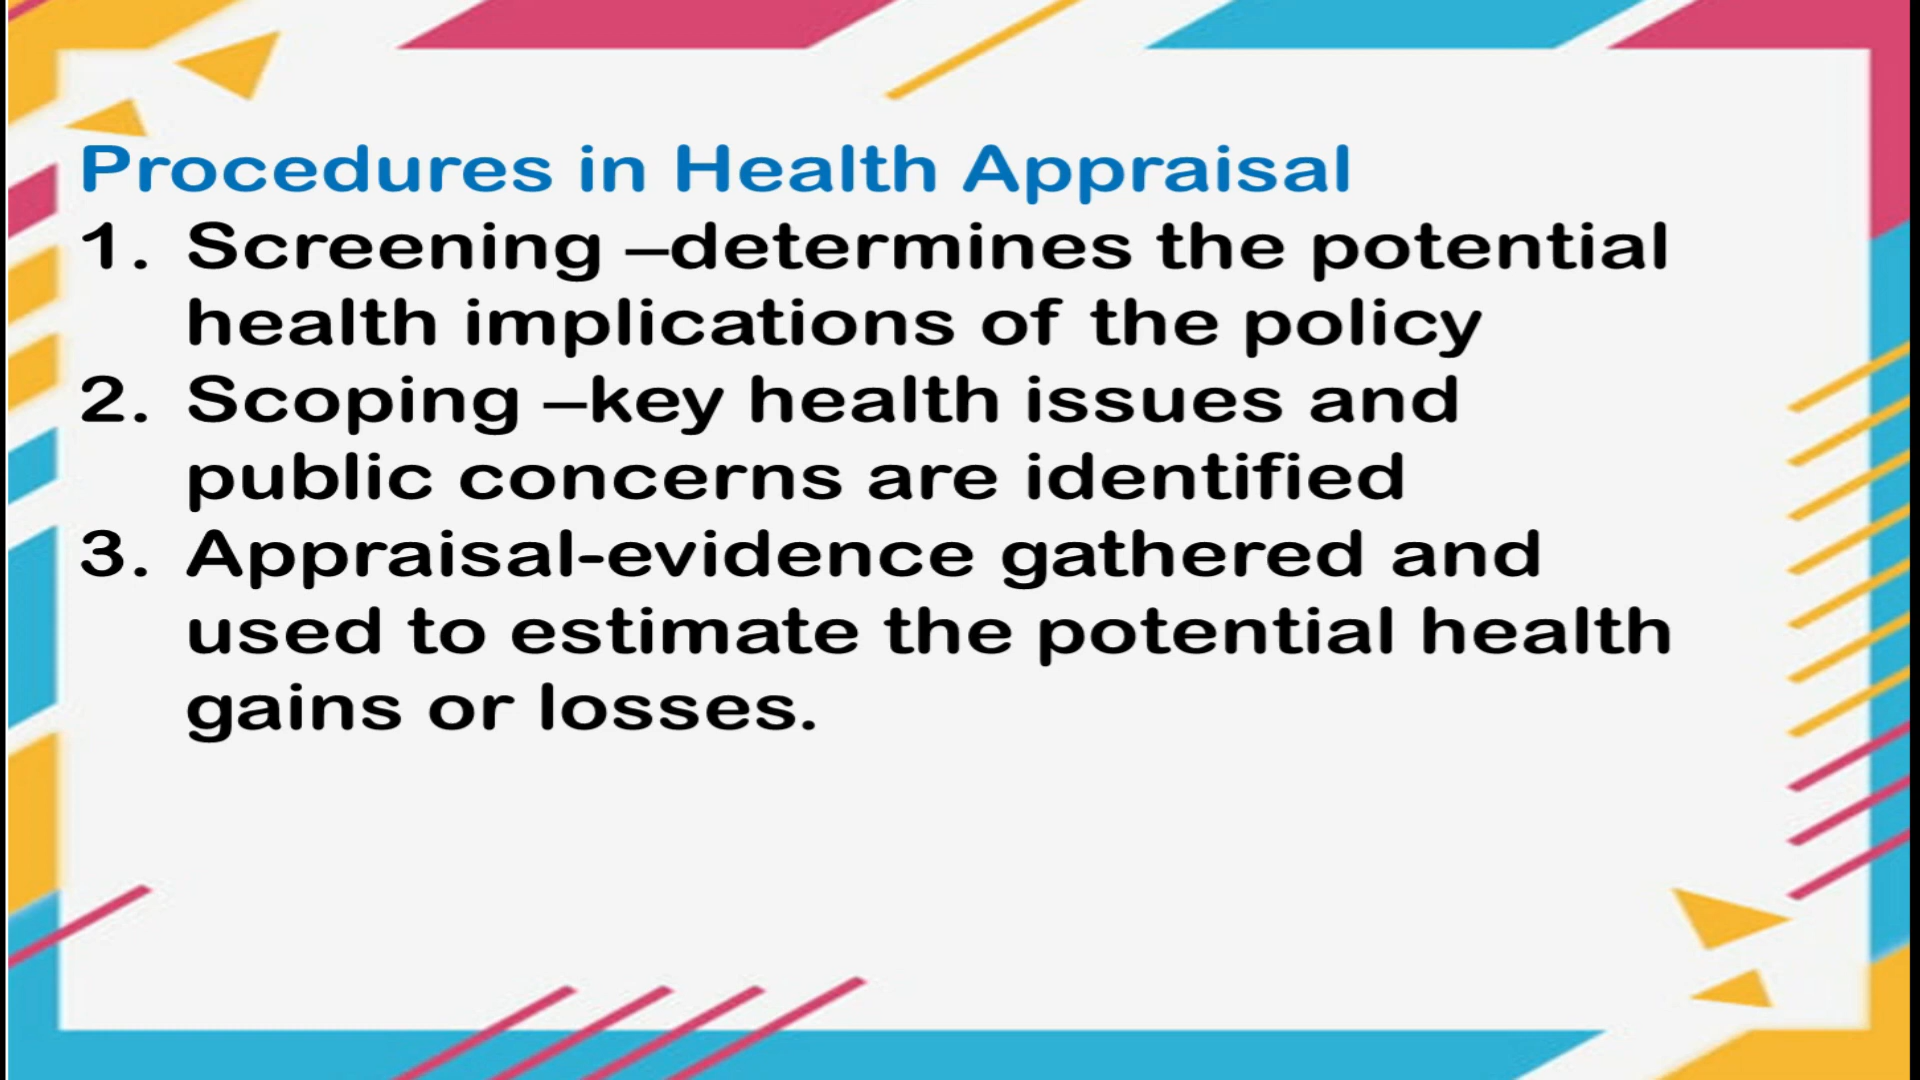 Procedures in Health Appraisal
1. Screening –determines the potential
health implications of the policy
2. Scoping –key health issues and
public concerns are identified
3. Appraisal-evidence gathered and
used to estimate the potential health
gains or losses.